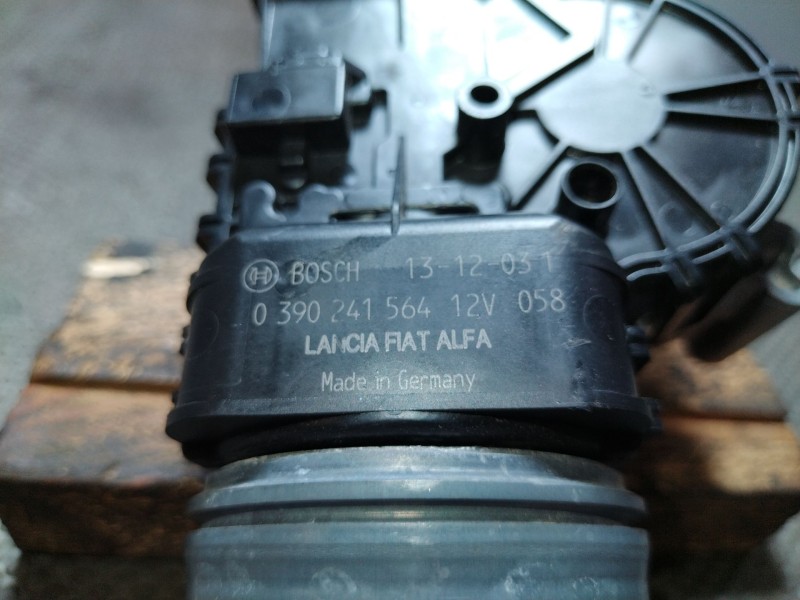 BOSCH 13-12-03 1
0 390 241 564 12V 058
LANCIA FIAT ALFA
Made in Germany